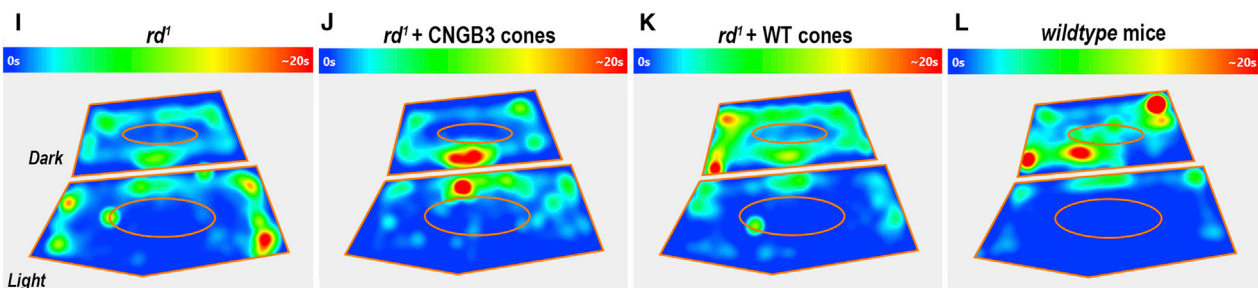 I rd¹
J rd¹ + CNGB3 cones
K rd¹ + WT cones
L wildtype mice
0s ~20s
0s ~20s
0s ~20s
0s ~20s
Dark
Light